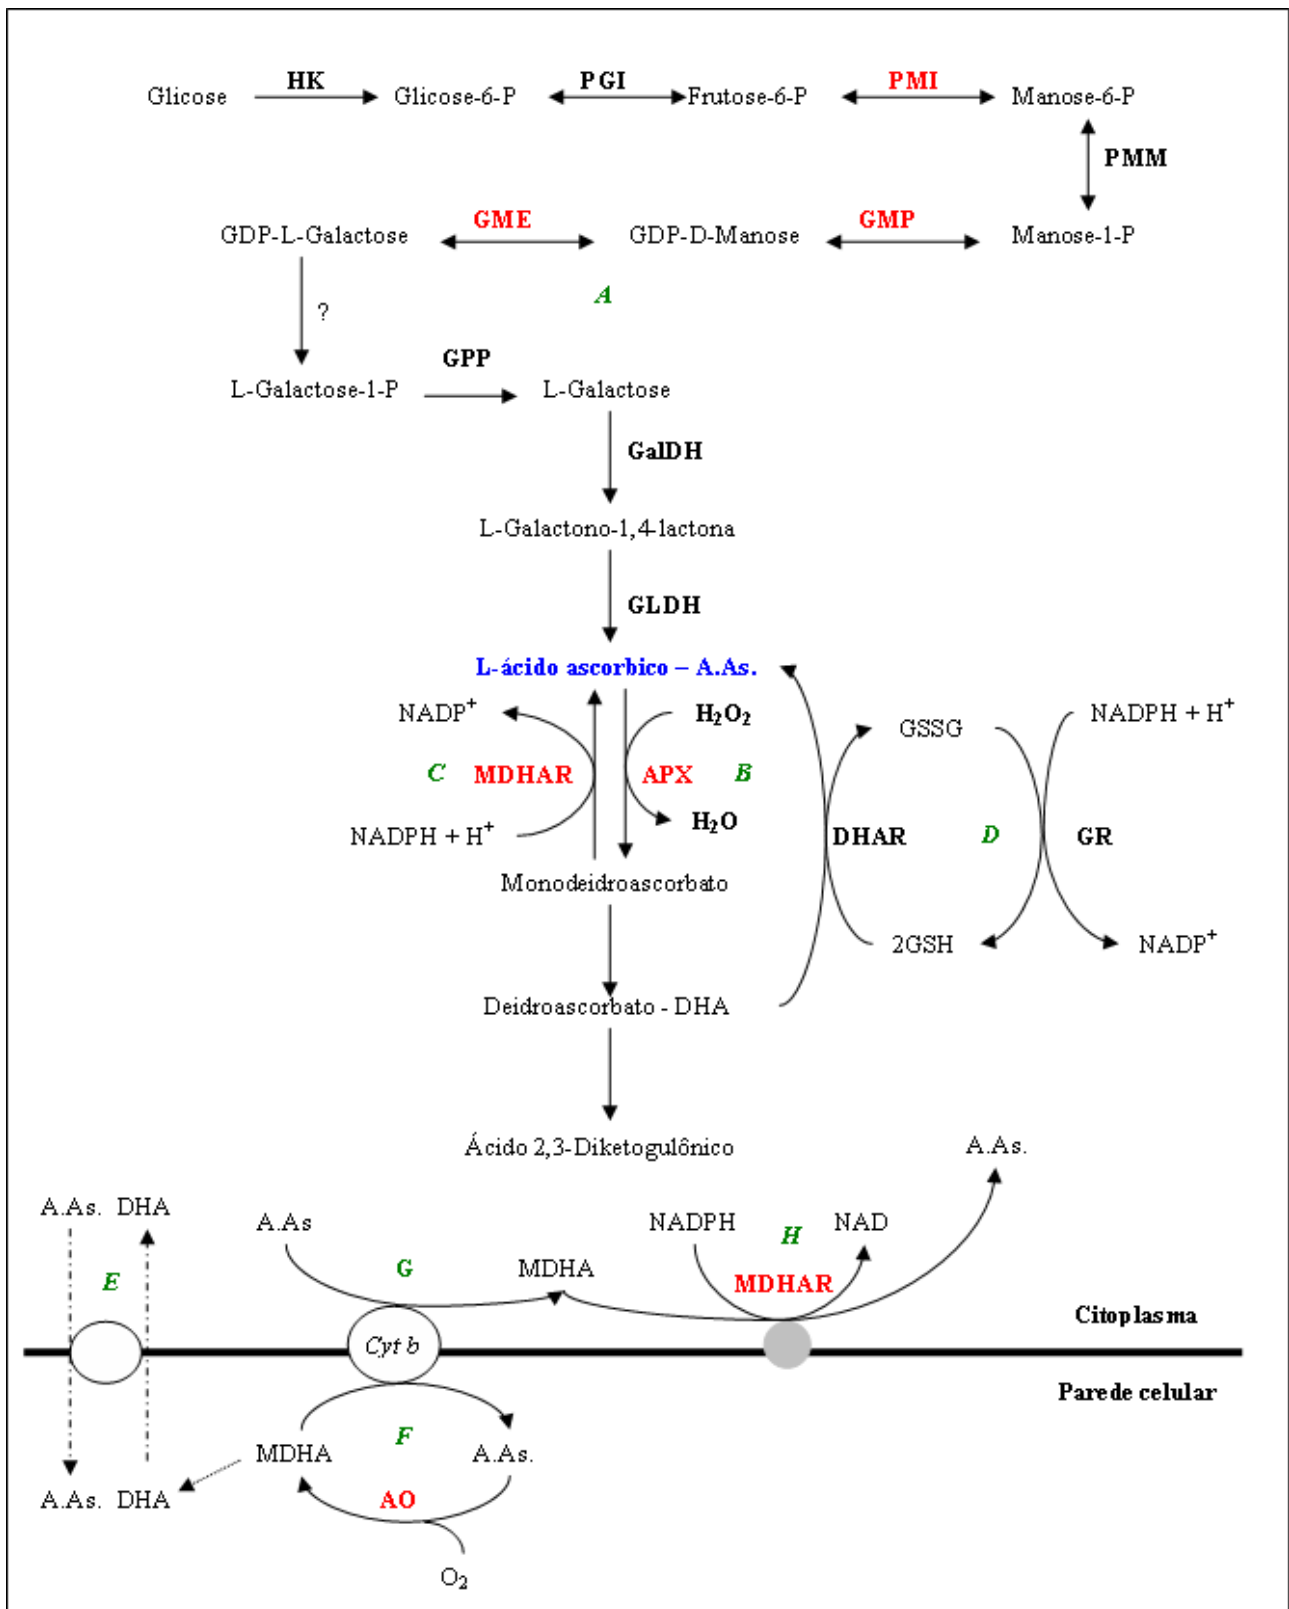 HK PGI PMI
Glicose Glicose-6-P Frutose-6-P Manose-6-P
PMM
GME GMP
GDP-L-Galactose GDP-D-Manose Manose-1-P
A
?
GPP
L-Galactose-1-P L-Galactose
GalDH
L-Galactono-1,4-lactona
GLDH
L-ácido ascorbico – A.As.
NADP⁺ H₂O₂ GSSG NADPH + H⁺
C MDHAR APX B
NADPH + H⁺ H₂O DHAR D GR
Monodeidroascorbato
2GSH NADP⁺
Deidroascorbato - DHA
Ácido 2,3-Diketogulônico A.As.
A.As. DHA A.As NADPH H NAD
E G MDHA MDHAR
Citoplasma
Cyt b
Parede celular
F
MDHA A.As.
A.As. DHA AO
O₂